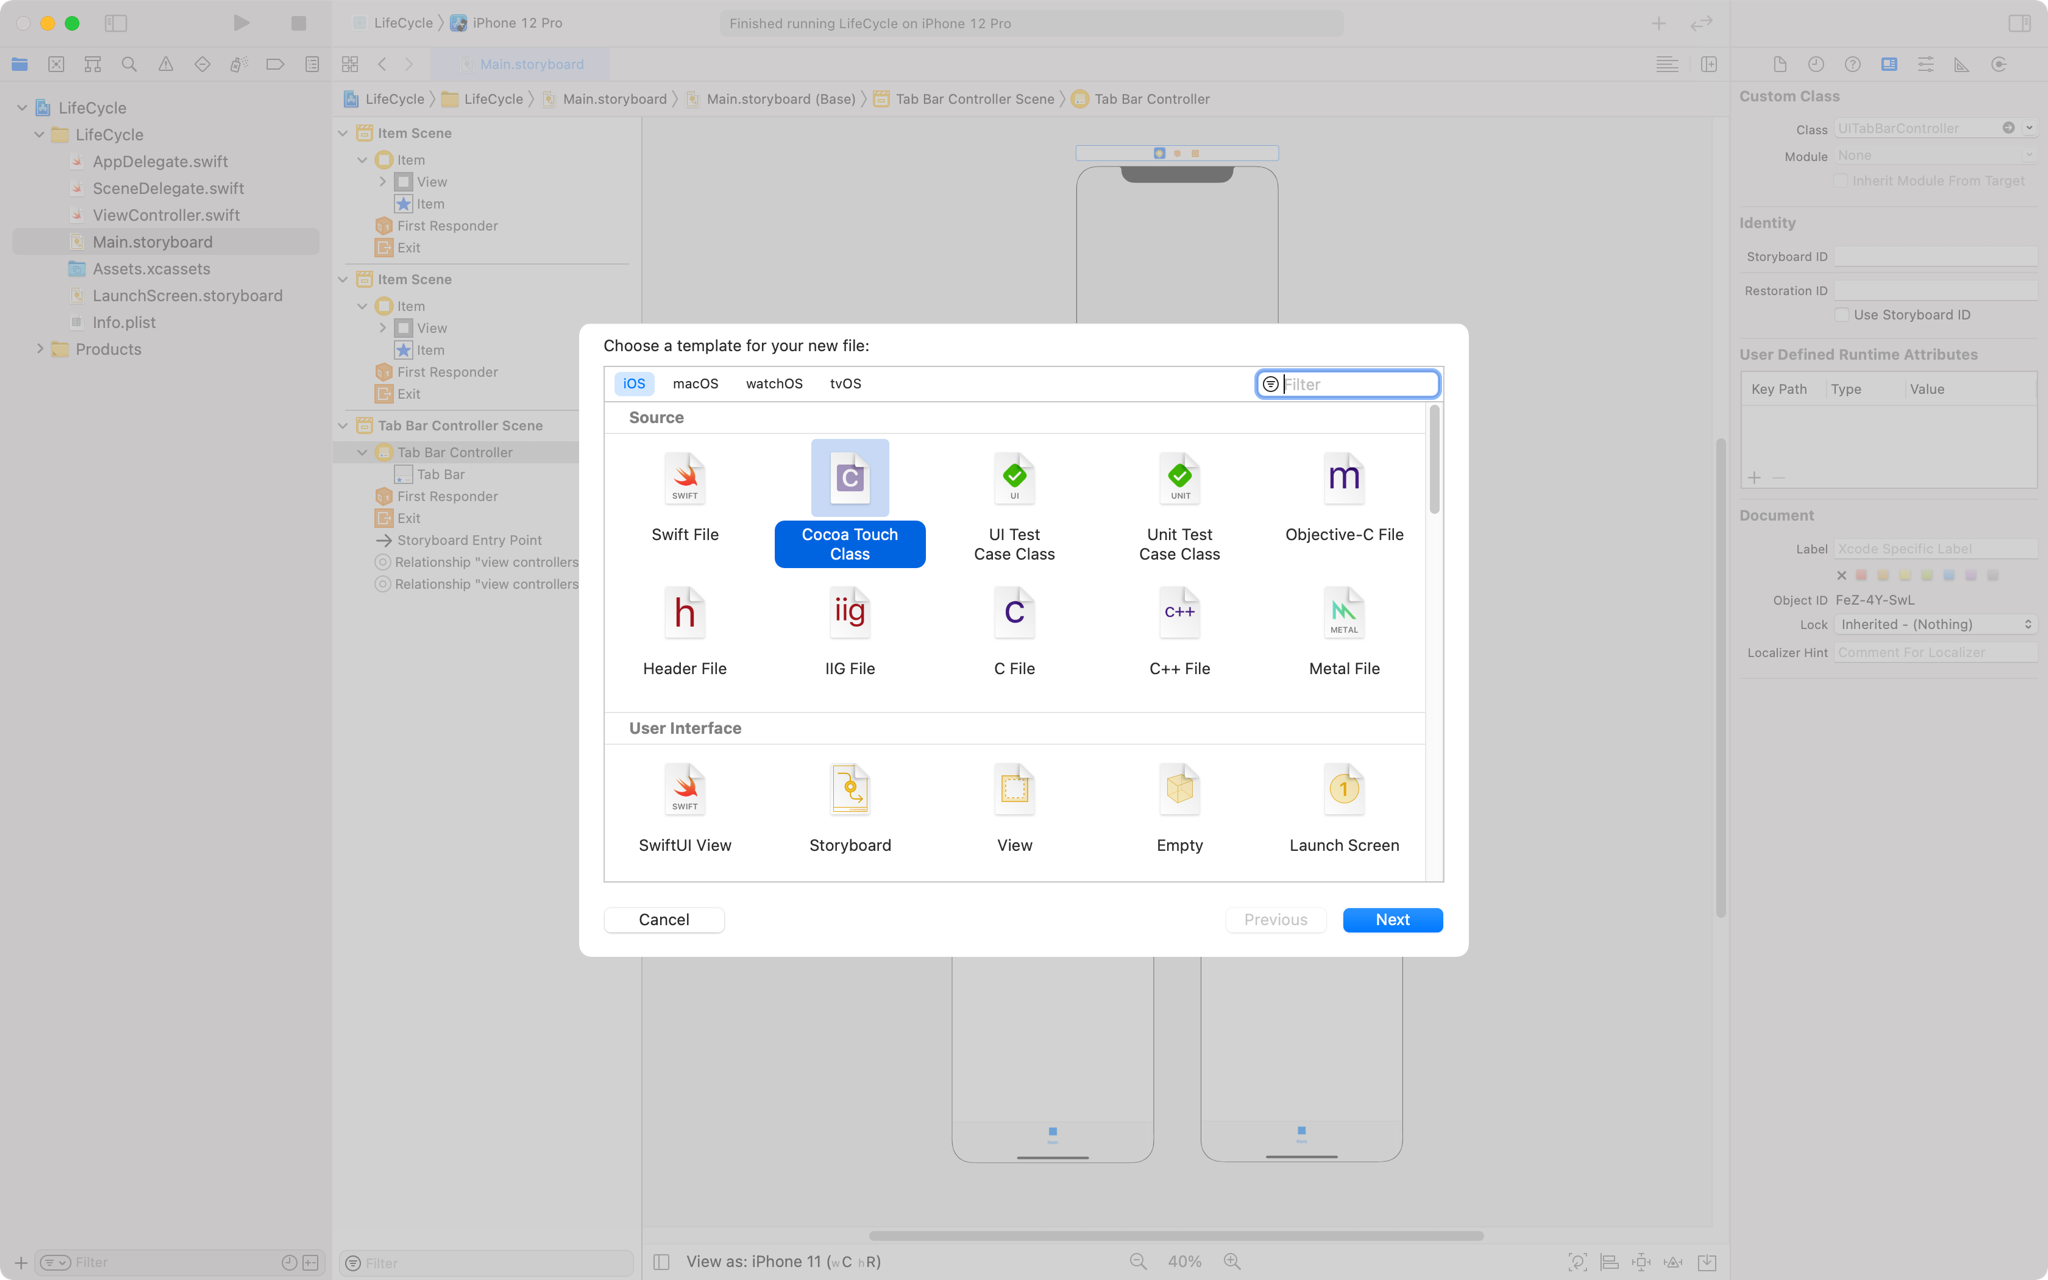 LifeCycle
iPhone 12 Pro
Finished running LifeCycle on iPhone 12 Pro
Main.storyboard
LifeCycle
LifeCycle
Main.storyboard
Main.storyboard (Base)
Tab Bar Controller Scene
Tab Bar Controller
LifeCycle
LifeCycle
AppDelegate.swift
SceneDelegate.swift
ViewController.swift
Main.storyboard
Assets.xcassets
LaunchScreen.storyboard
Info.plist
Products
Filter
Item Scene
Item
View
Item
First Responder
Exit
Item Scene
Item
View
Item
First Responder
Exit
Tab Bar Controller Scene
Tab Bar Controller
Tab Bar
First Responder
Exit
Storyboard Entry Point
Relationship "view controllers
Relationship "view controllers
Filter
Choose a template for your new file:
iOS
macOS
watchOS
tvOS
Filter
Source
SWIFT
Swift File
C
Cocoa Touch
Class
UI
UI Test
Case Class
UNIT
Unit Test
Case Class
m
Objective-C File
h
Header File
iig
IIG File
C
C File
C++
C++ File
METAL
Metal File
User Interface
SWIFT
SwiftUI View
Storyboard
View
Empty
1
Launch Screen
Cancel
Previous
Next
View as: iPhone 11 (wC hR)
40%
Custom Class
Class
UITabBarController
Module
None
Inherit Module From Target
Identity
Storyboard ID
Restoration ID
Use Storyboard ID
User Defined Runtime Attributes
Key Path
Type
Value
Document
Label
Xcode Specific Label
Object ID
FeZ-4Y-SwL
Lock
Inherited - (Nothing)
Localizer Hint
Comment For Localizer